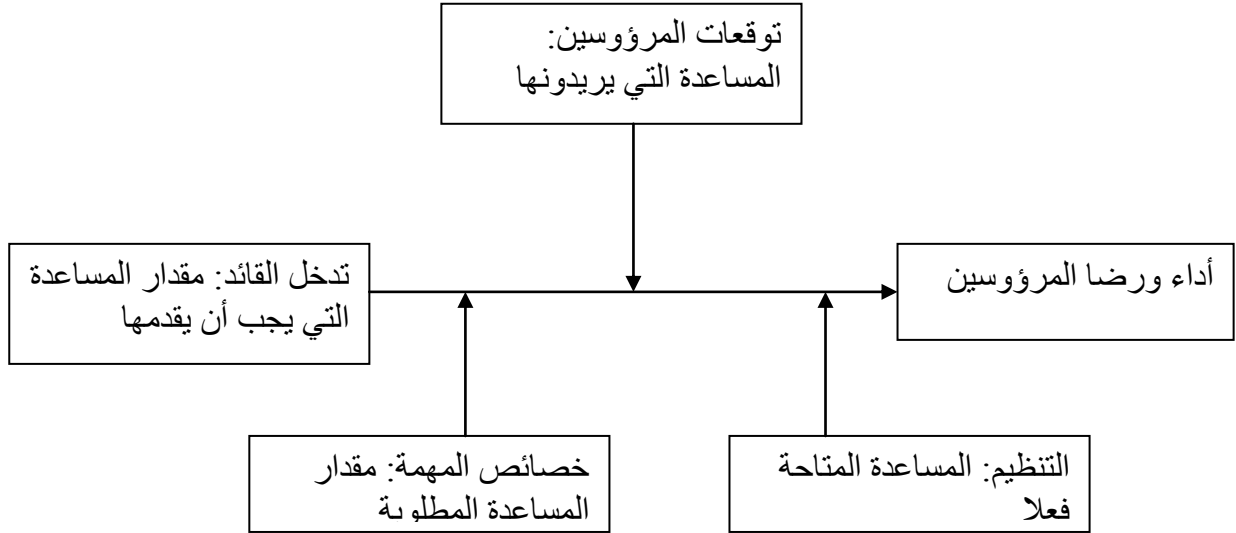 توقعات المرؤوسين:
المساعدة التي يريدونها
تدخل القائد: مقدار المساعدة
التي يجب أن يقدمها
أداء ورضا المرؤوسين
خصائص المهمة: مقدار
المساعدة المطلوبة
التنظيم: المساعدة المتاحة
فعلا